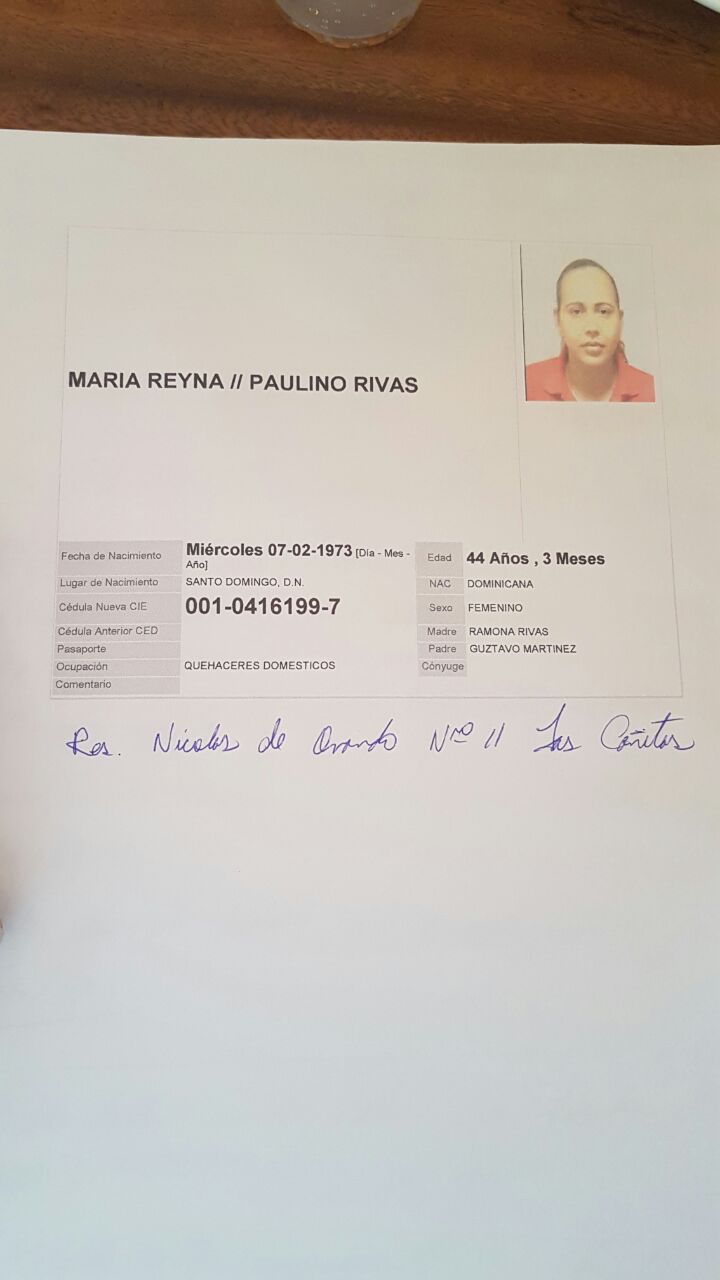 MARIA REYNA // PAULINO RIVAS
Fecha de Nacimiento Miércoles 07-02-1973 [Día - Mes - Año]
Edad 44 Años , 3 Meses
Lugar de Nacimiento SANTO DOMINGO, D.N.
NAC DOMINICANA
Cédula Nueva CIE 001-0416199-7
Sexo FEMENINO
Cédula Anterior CED
Madre RAMONA RIVAS
Pasaporte
Padre GUZTAVO MARTINEZ
Ocupación QUEHACERES DOMESTICOS
Cónyuge
Comentario
Res. Nicolas de Ovando Nro 11 Las Cañitas